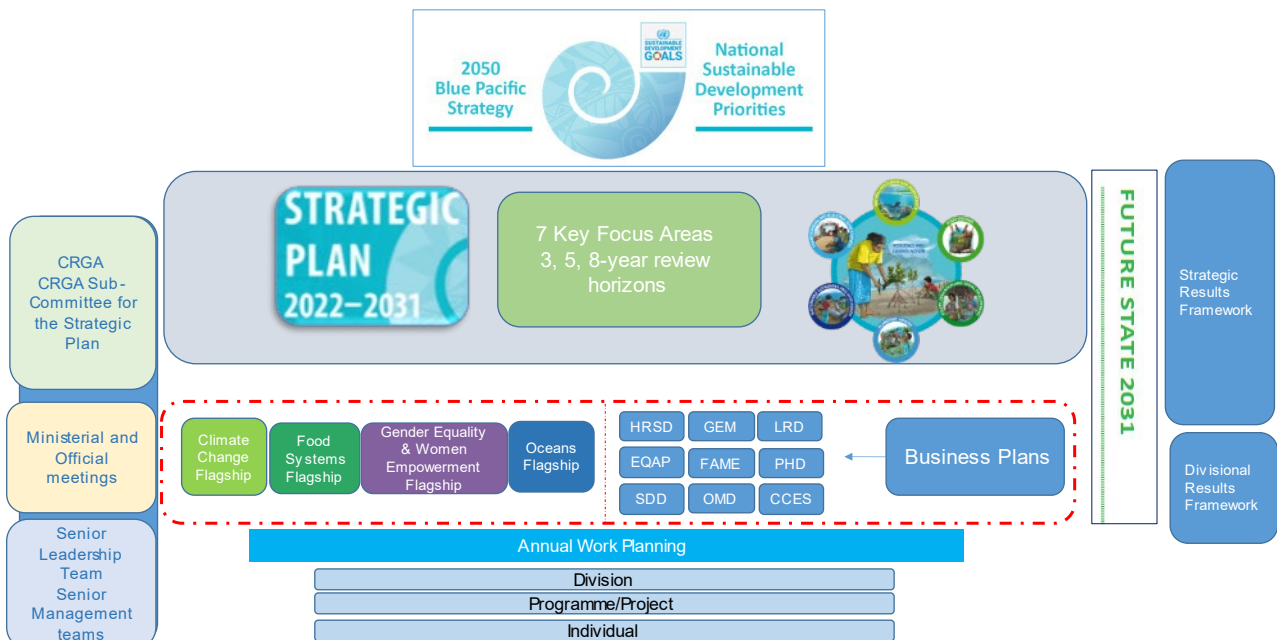 2050
Blue Pacific
Strategy
SUSTAINABLE
DEVELOPMENT
GOALS
National
Sustainable
Development
Priorities
STRATEGIC
PLAN
2022–2031
7 Key Focus Areas
3, 5, 8-year review
horizons
FUTURE STATE 2031
Strategic
Results
Framework
Divisional
Results
Framework
CRGA
CRGA Sub-
Committee for
the Strategic
Plan
Ministerial and
Official
meetings
Senior
Leadership
Team
Senior
Management
teams
Climate
Change
Flagship
Food
Systems
Flagship
Gender Equality
& Women
Empowerment
Flagship
Oceans
Flagship
HRSD
GEM
LRD
EQAP
FAME
PHD
SDD
OMD
CCES
Business Plans
Annual Work Planning
Division
Programme/Project
Individual